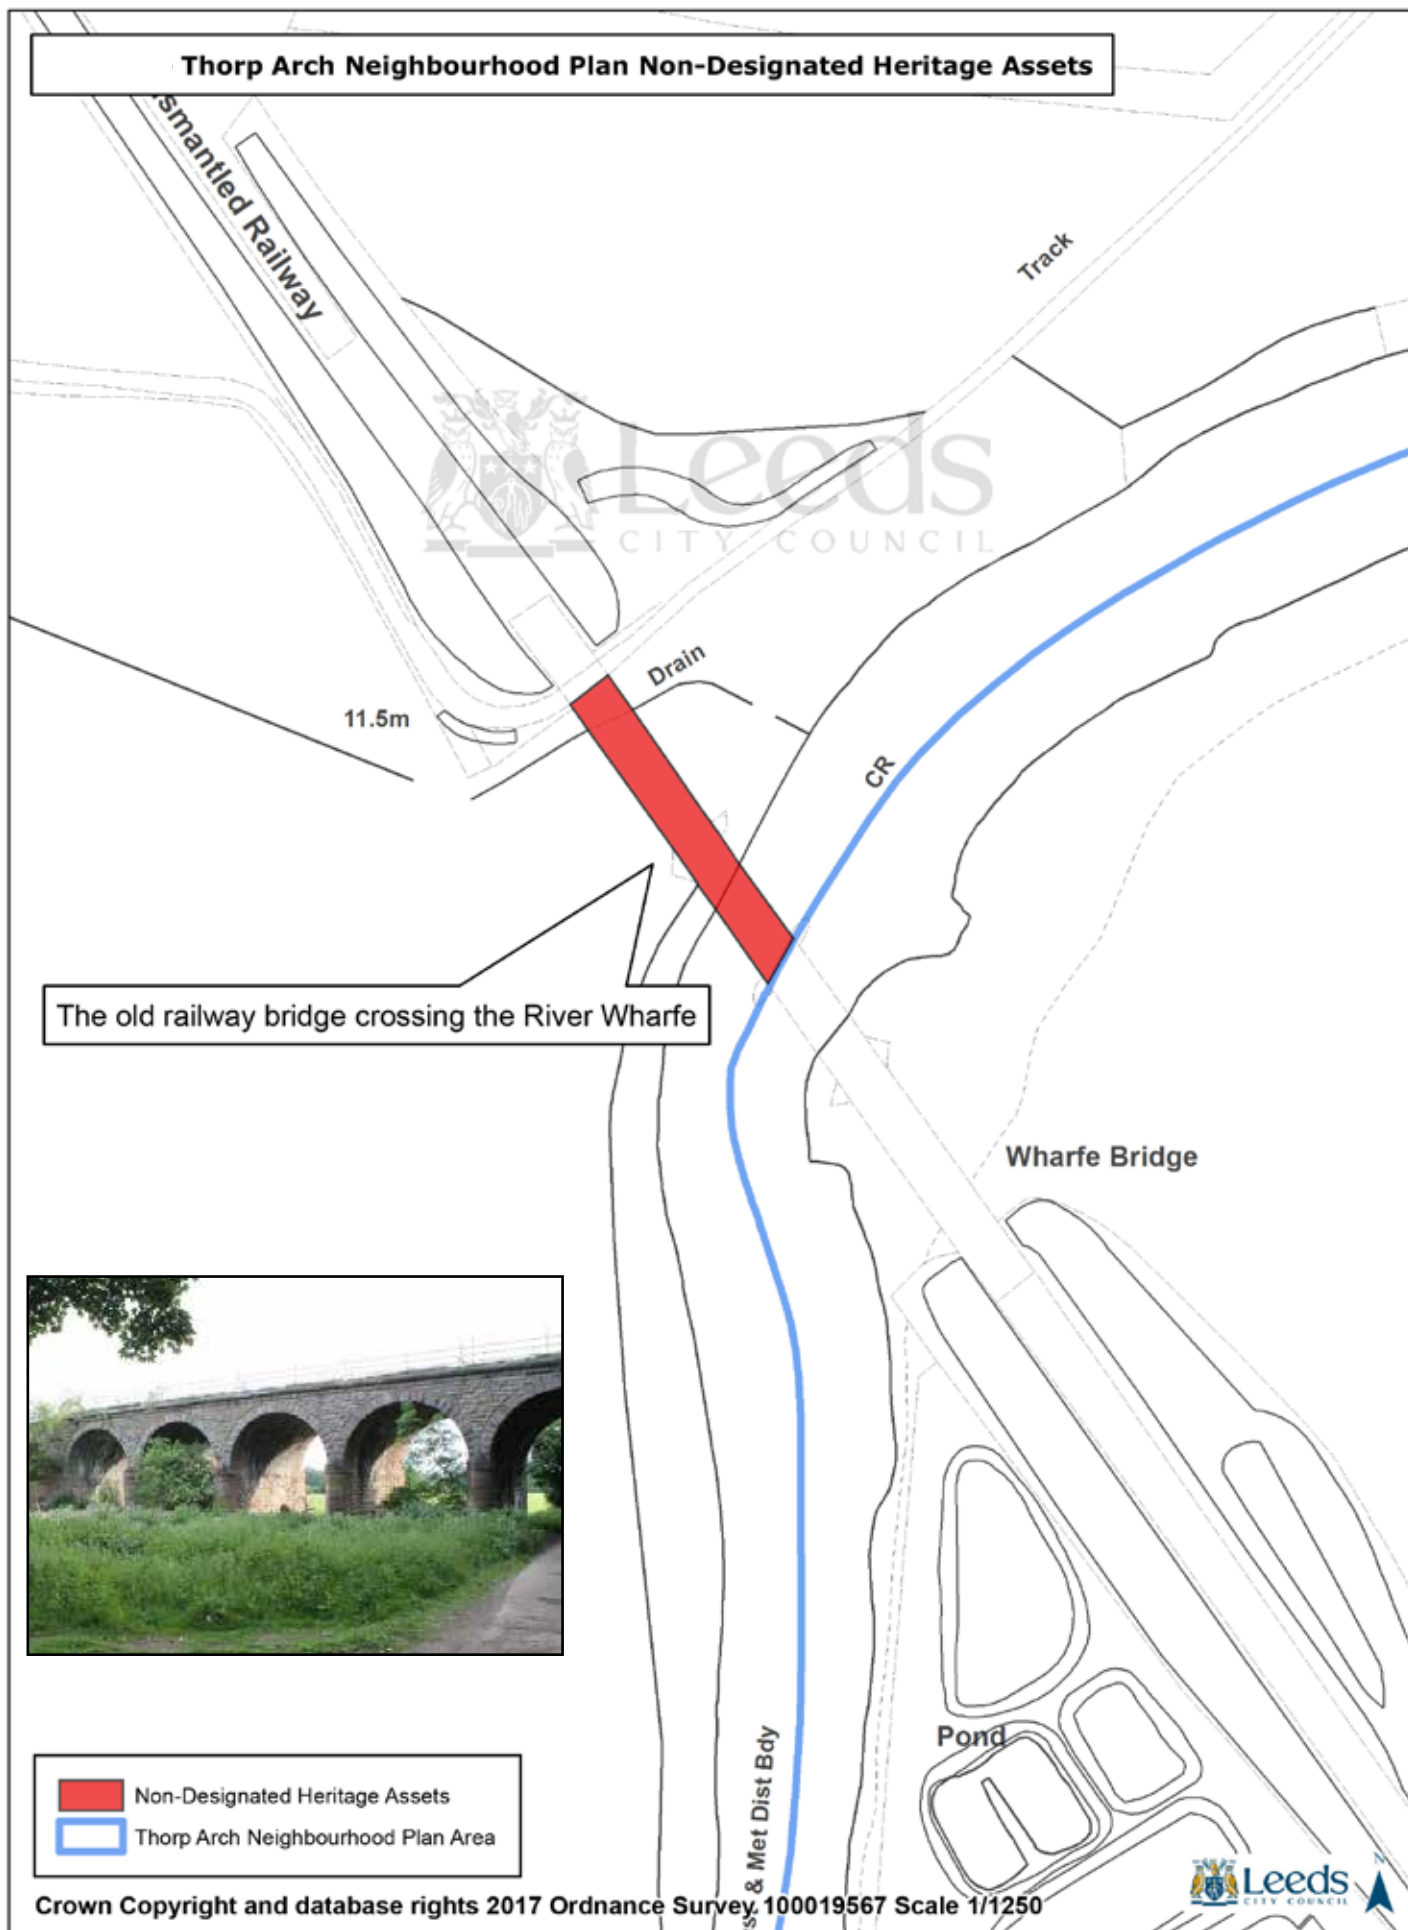 Thorp Arch Neighbourhood Plan Non-Designated Heritage Assets
Railway
Track
Leeds
CITY COUNCIL
Drain
11.5m
CR
The old railway bridge crossing the River Wharfe
Wharfe Bridge
Pond
& Met Dist Bdy
Non-Designated Heritage Assets
Thorp Arch Neighbourhood Plan Area
Leeds
CITY COUNCIL
N
Crown Copyright and database rights 2017 Ordnance Survey 100019567 Scale 1/1250